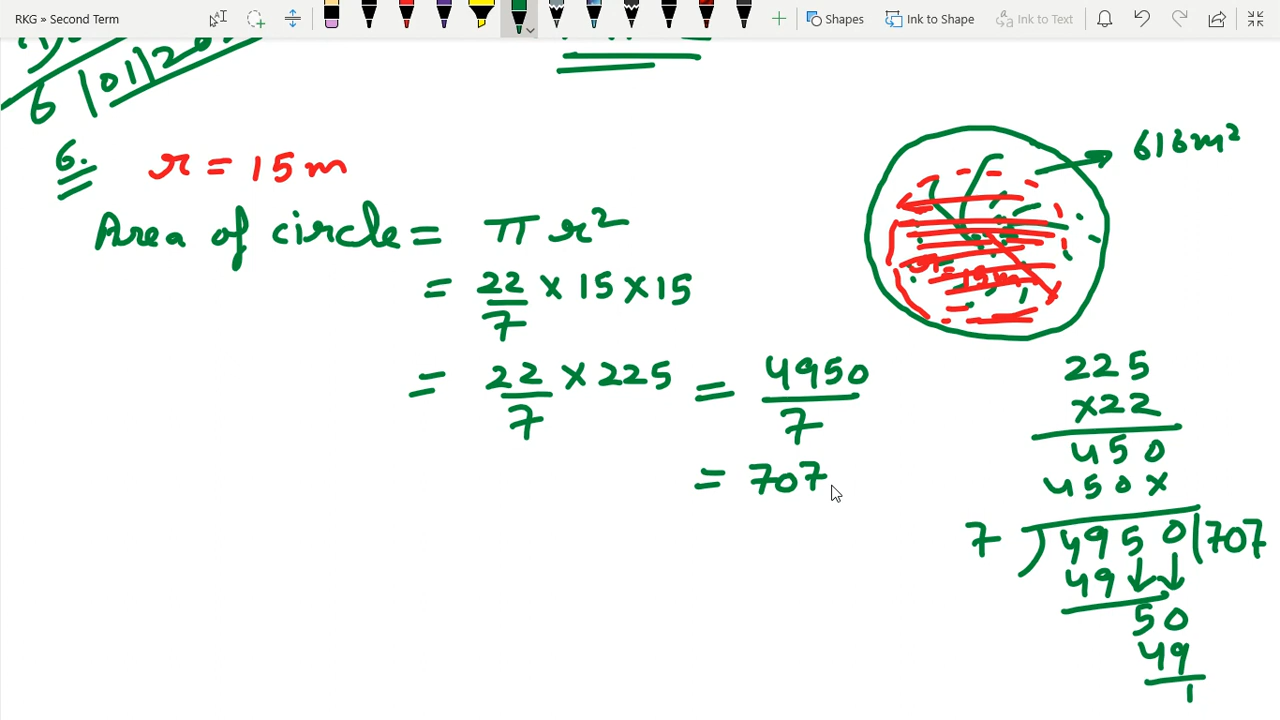 RKG » Second Term
Shapes
Ink to Shape
Ink to Text
6/01/20
6.
r = 15 m
Area of circle = πr²
= 22/7 × 15 × 15
= 22/7 × 225 = 4950/7
= 707
616m²
r = 15m
225
×22
450
450×
7 ) 4950 ( 707
49
50
49
1